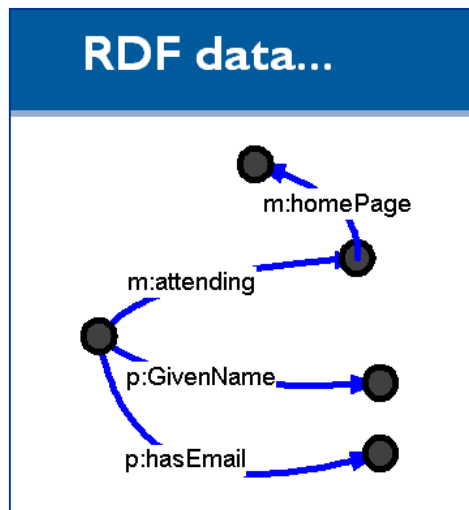 RDF data...
m:homePage
m:attending
p:GivenName
p:hasEmail